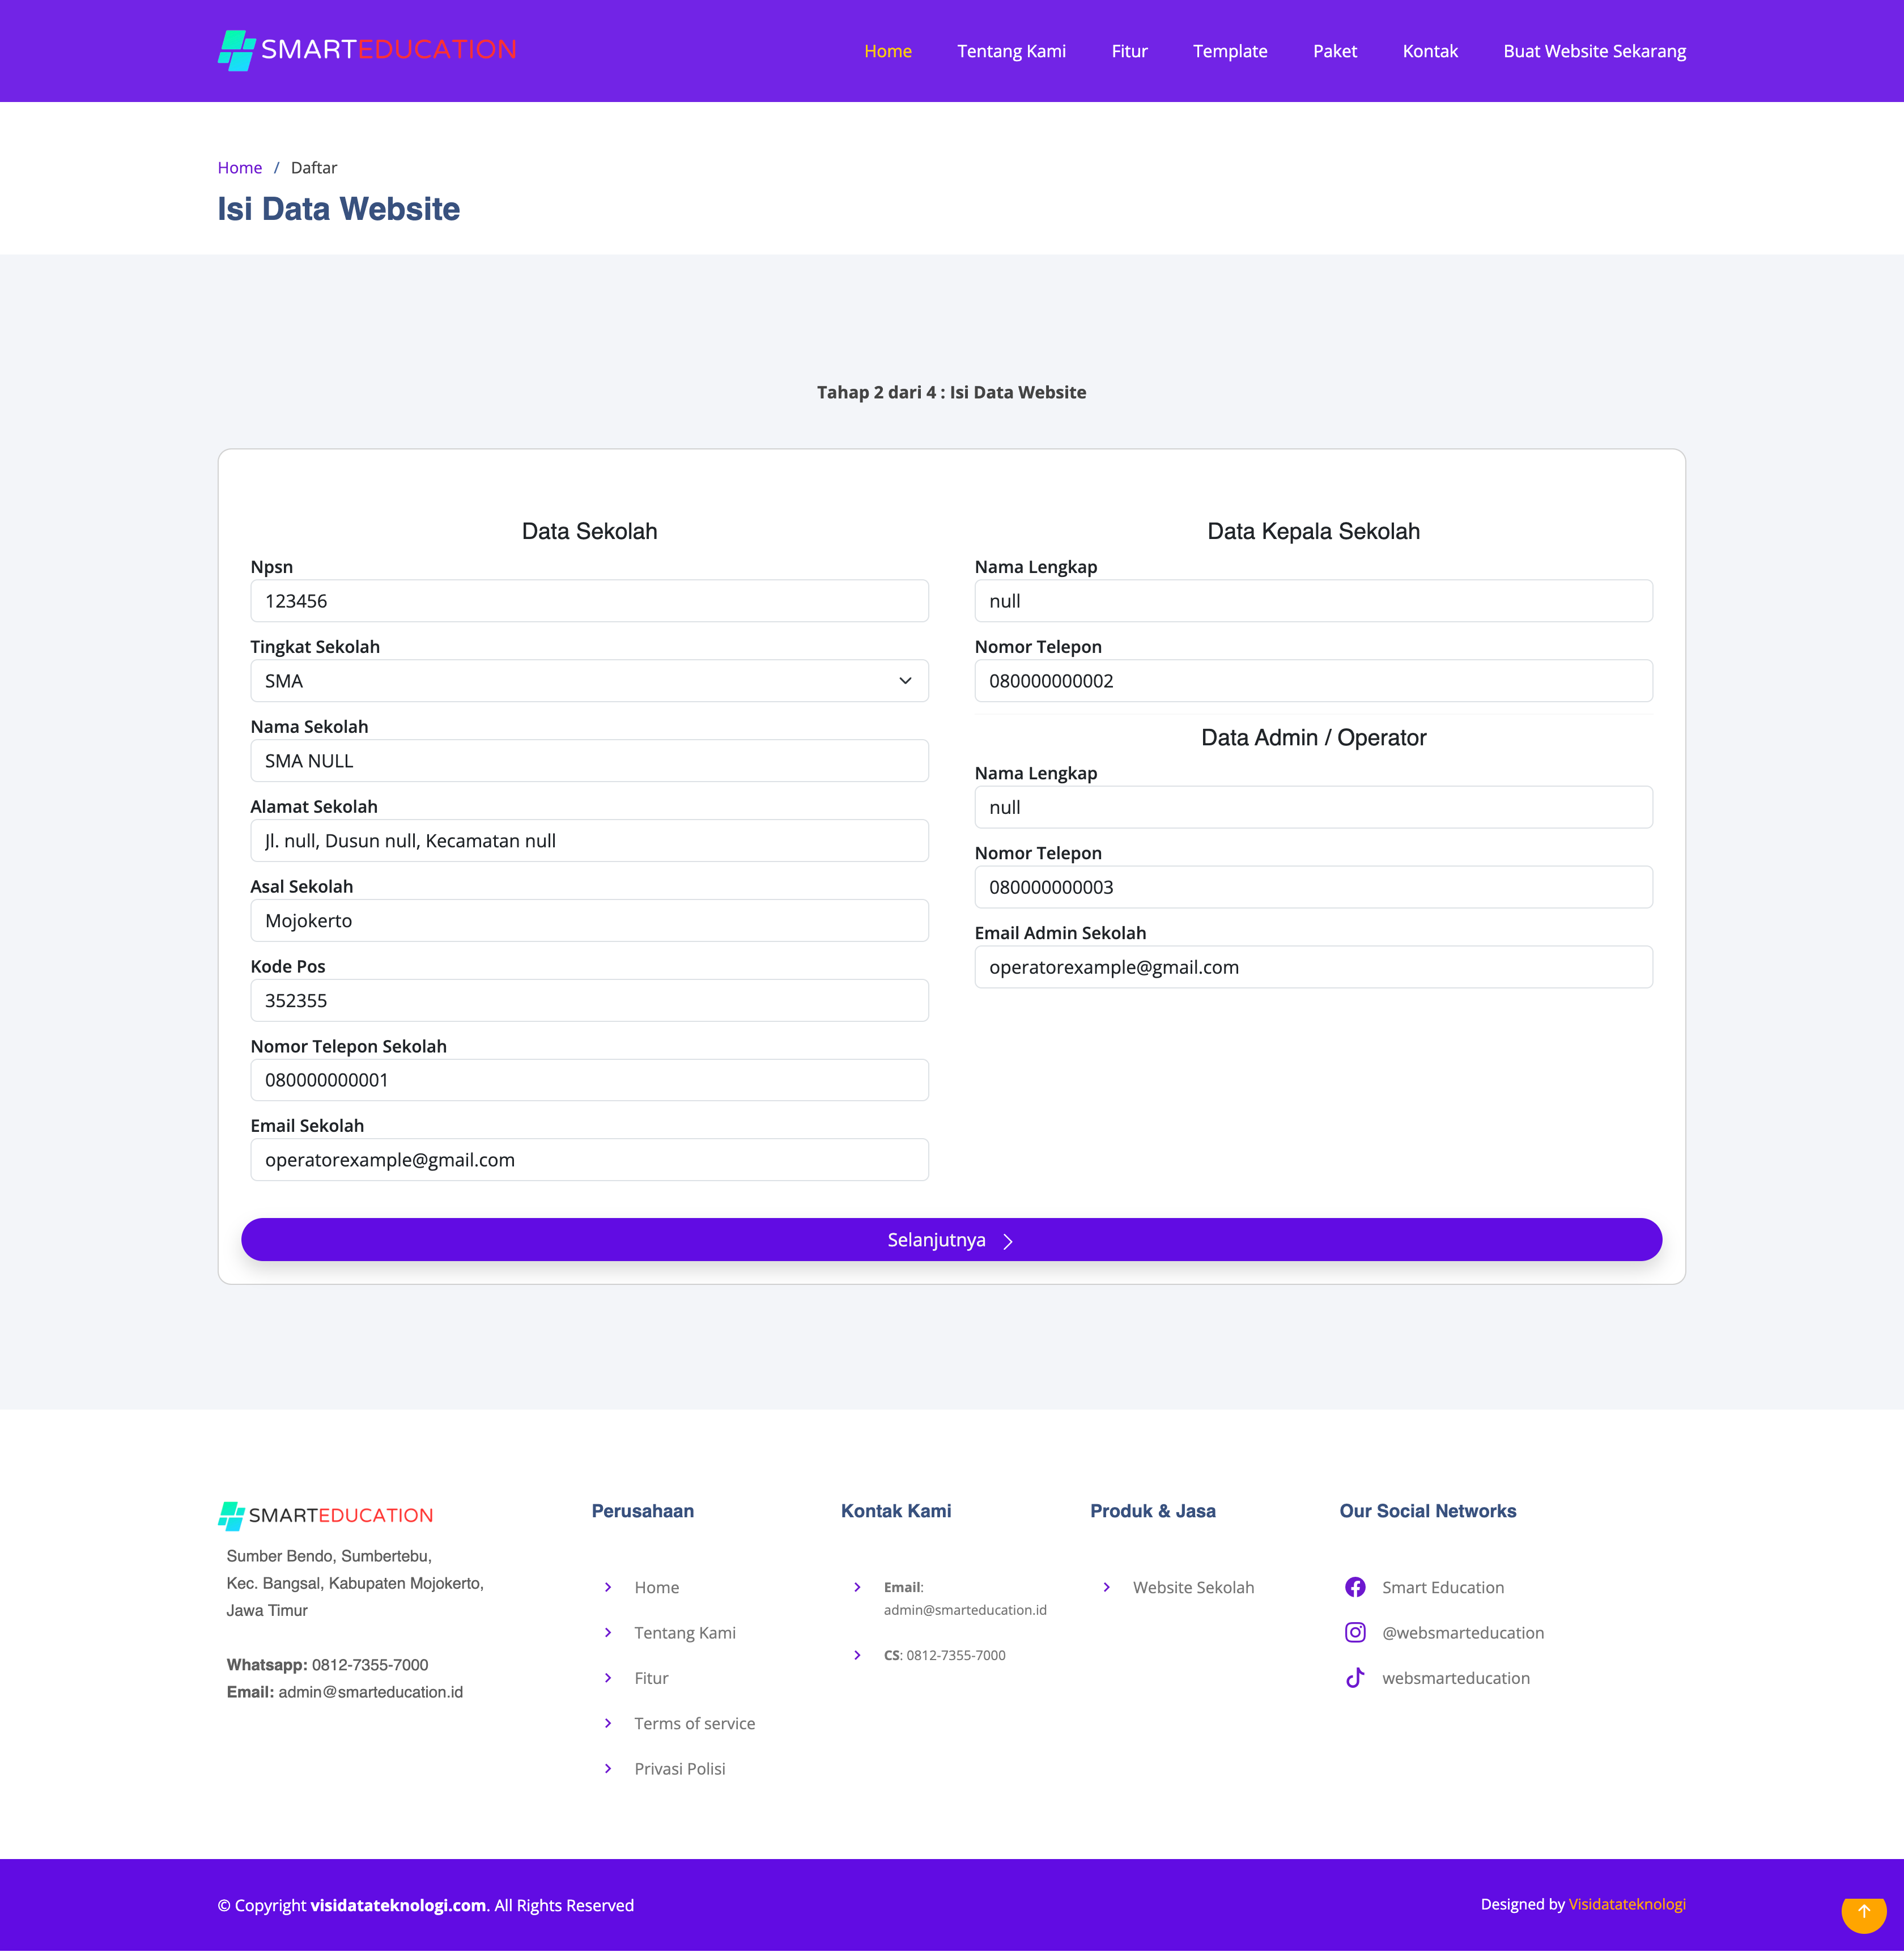 SMARTEDUCATION
Home Tentang Kami Fitur Template Paket Kontak Buat Website Sekarang
Home / Daftar
Isi Data Website
Tahap 2 dari 4 : Isi Data Website
Data Sekolah
Npsn
123456
Tingkat Sekolah
SMA
Nama Sekolah
SMA NULL
Alamat Sekolah
Jl. null, Dusun null, Kecamatan null
Asal Sekolah
Mojokerto
Kode Pos
352355
Nomor Telepon Sekolah
080000000001
Email Sekolah
operatorexample@gmail.com
Data Kepala Sekolah
Nama Lengkap
null
Nomor Telepon
080000000002
Data Admin / Operator
Nama Lengkap
null
Nomor Telepon
080000000003
Email Admin Sekolah
operatorexample@gmail.com
Selanjutnya
SMARTEDUCATION
Sumber Bendo, Sumbertebu,
Kec. Bangsal, Kabupaten Mojokerto,
Jawa Timur
Whatsapp: 0812-7355-7000
Email: admin@smarteducation.id
Perusahaan
Home
Tentang Kami
Fitur
Terms of service
Privasi Polisi
Kontak Kami
Email:
admin@smarteducation.id
CS: 0812-7355-7000
Produk & Jasa
Website Sekolah
Our Social Networks
Smart Education
@websmarteducation
websmarteducation
© Copyright visidatateknologi.com. All Rights Reserved
Designed by Visidatateknologi